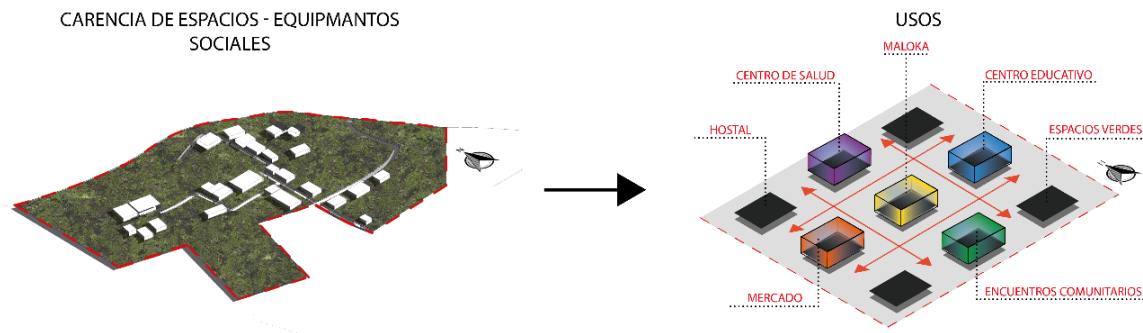 CARENCIA DE ESPACIOS - EQUIPMANTOS
SOCIALES
USOS
MALOKA
CENTRO DE SALUD
CENTRO EDUCATIVO
HOSTAL
ESPACIOS VERDES
MERCADO
ENCUENTROS COMUNITARIOS